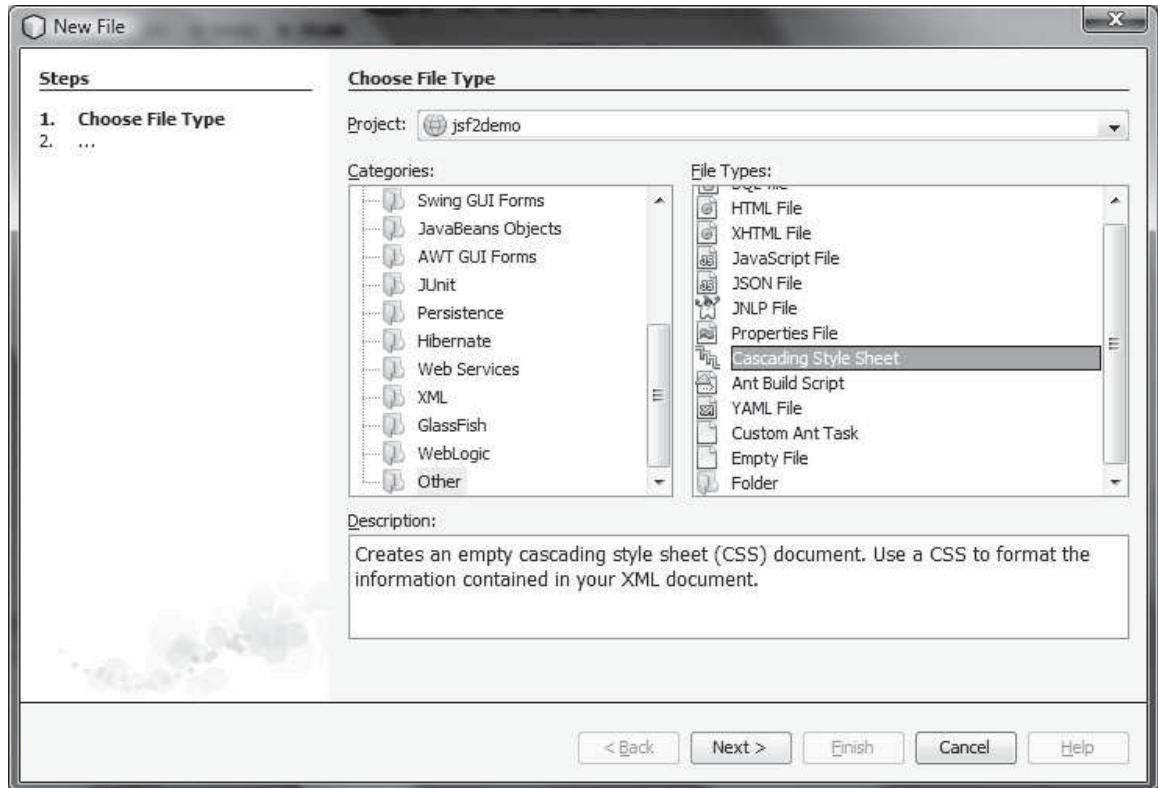 New File
Steps
1. Choose File Type
2. ...
Choose File Type
Project: jsf2demo
Categories:
Swing GUI Forms
JavaBeans Objects
AWT GUI Forms
JUnit
Persistence
Hibernate
Web Services
XML
GlassFish
WebLogic
Other
File Types:
HTML File
XHTML File
JavaScript File
JSON File
JNLP File
Properties File
Cascading Style Sheet
Ant Build Script
YAML File
Custom Ant Task
Empty File
Folder
Description:
Creates an empty cascading style sheet (CSS) document. Use a CSS to format the
information contained in your XML document.
< Back Next > Finish Cancel Help